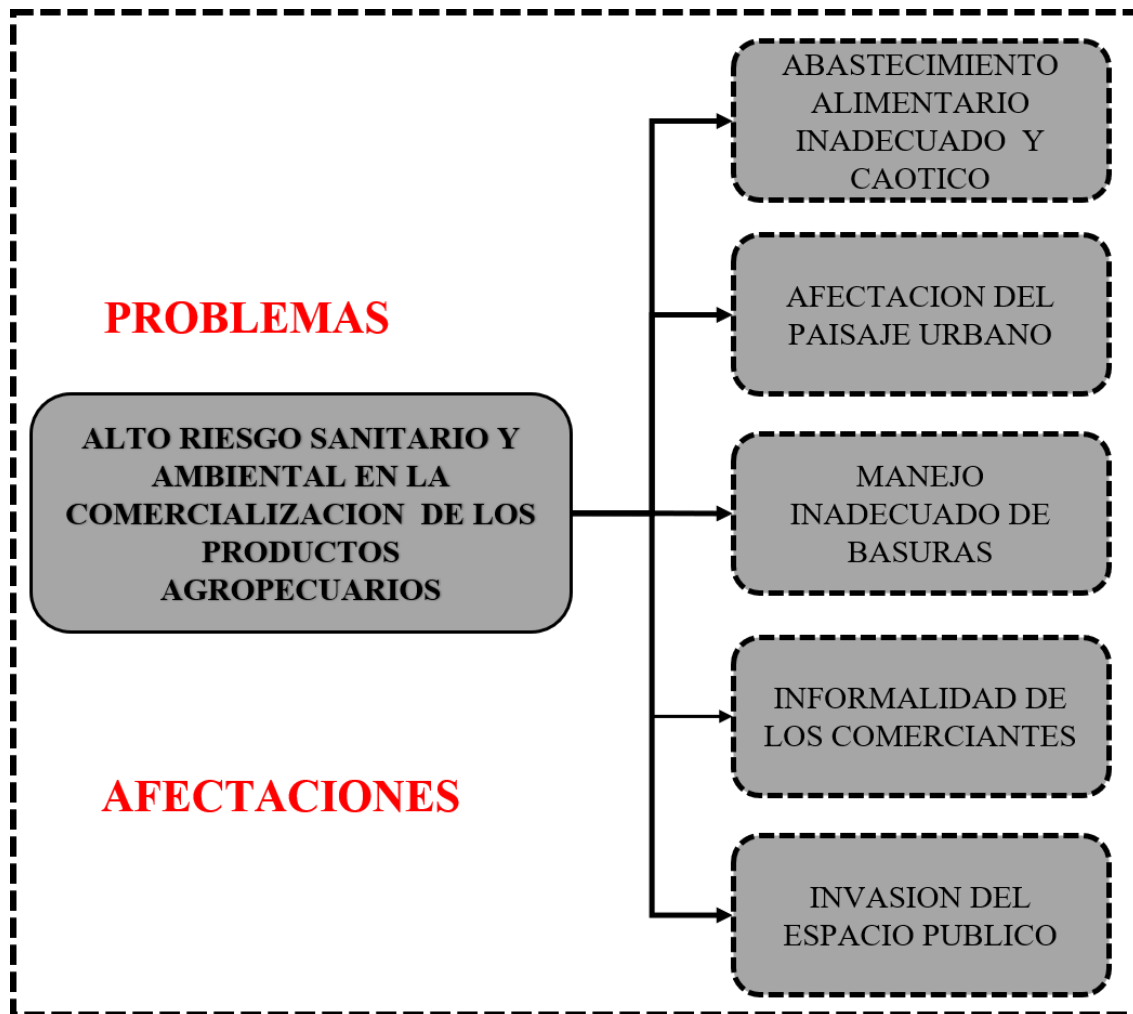 PROBLEMAS
ALTO RIESGO SANITARIO Y
AMBIENTAL EN LA
COMERCIALIZACION DE LOS
PRODUCTOS
AGROPECUARIOS
AFECTACIONES
ABASTECIMIENTO
ALIMENTARIO
INADECUADO Y
CAOTICO
AFECTACION DEL
PAISAJE URBANO
MANEJO
INADECUADO DE
BASURAS
INFORMALIDAD DE
LOS COMERCIANTES
INVASION DEL
ESPACIO PUBLICO